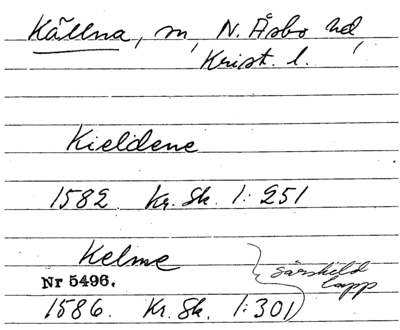 Källna, sn, N. Åsbo hd,
Krist. l.
Kieldene
1582. Kr. Sk. 1: 251
Kelme
särskild
lapp
Nr 5496.
1586. Kr. Sk. 1: 301